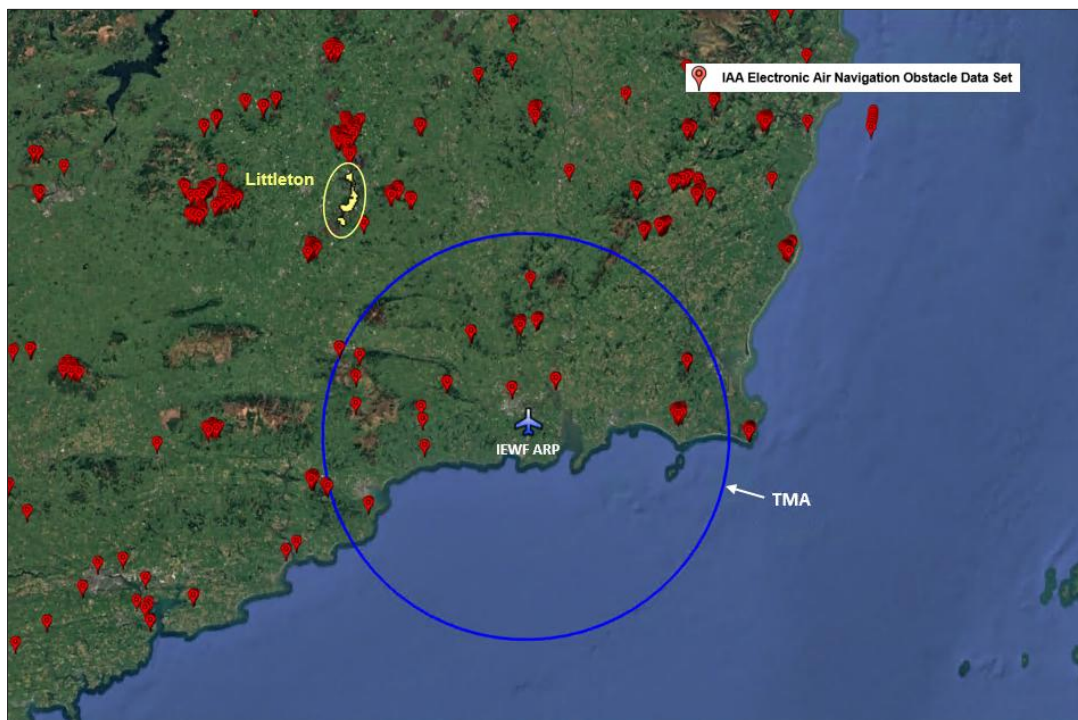 IAA Electronic Air Navigation Obstacle Data Set
Littleton
IEWF ARP
TMA